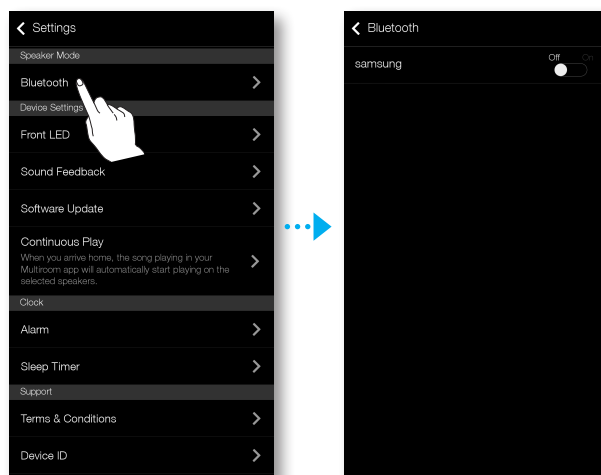 Settings
Speaker Mode
Bluetooth
Device Settings
Front LED
Sound Feedback
Software Update
Continuous Play
When you arrive home, the song playing in your
Multiroom app will automatically start playing on the
selected speakers.
Clock
Alarm
Sleep Timer
Support
Terms & Conditions
Device ID
Bluetooth
samsung
Off On